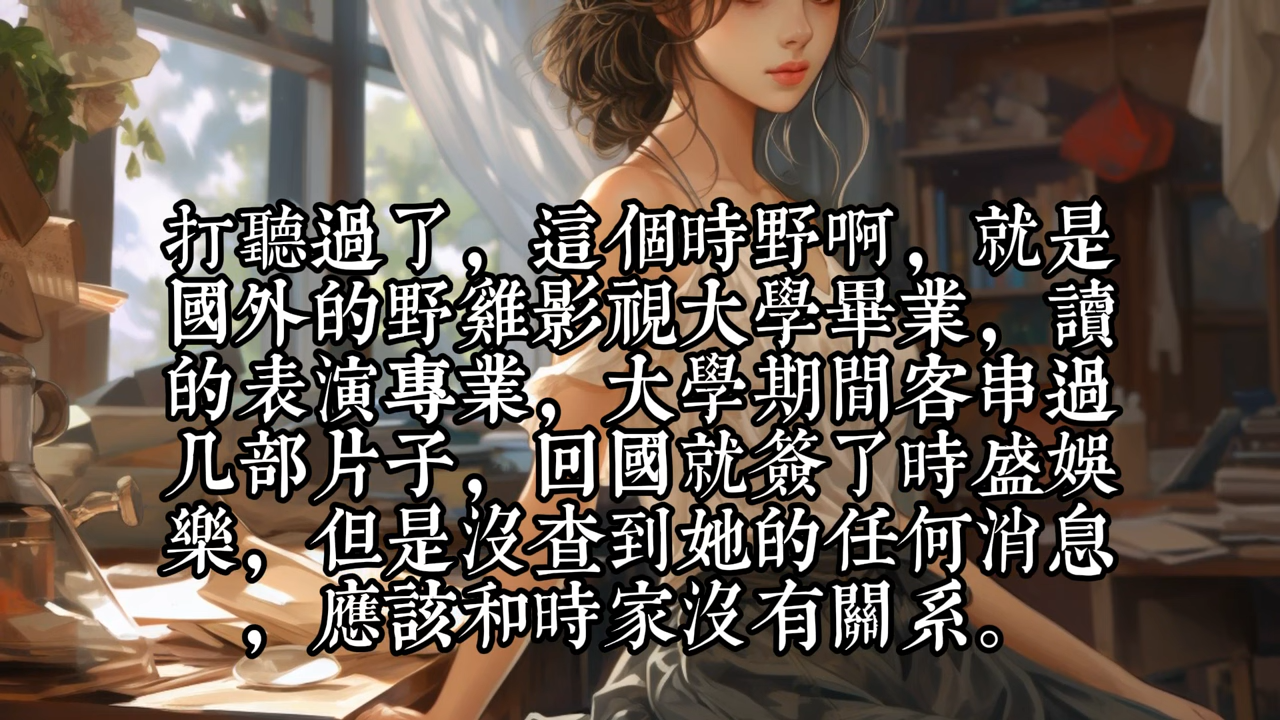 打聽過了，這個時野啊，就是
國外的野雞影視大學畢業，讀
的表演專業，大學期間客串過
几部片子，回國就簽了時盛娛
樂，但是沒查到她的任何消息
，應該和時家沒有關系。